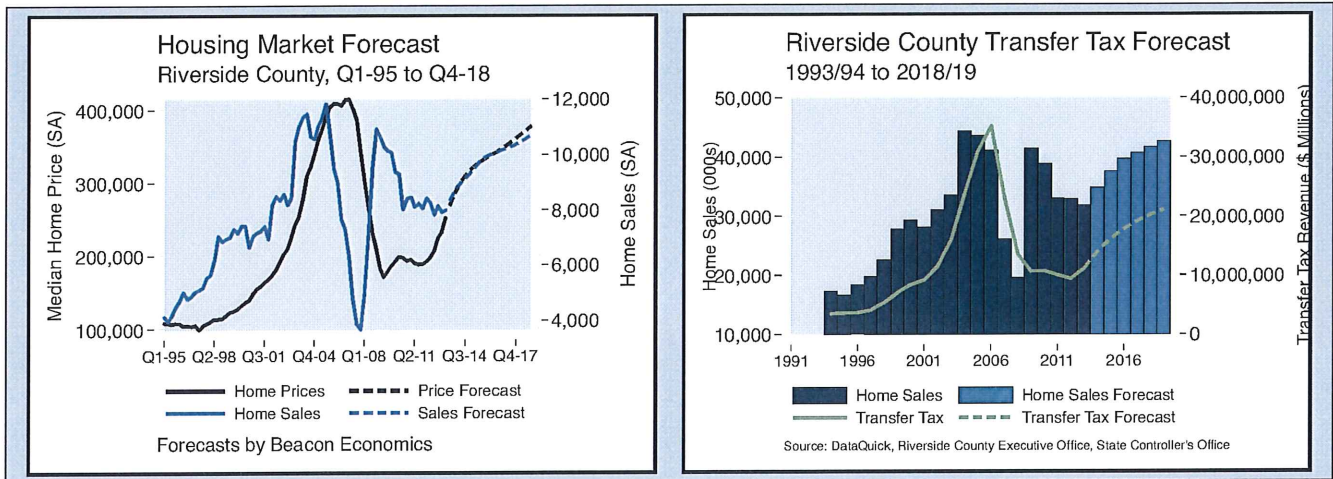 Housing Market Forecast
Riverside County, Q1-95 to Q4-18
Median Home Price (SA)
400,000
300,000
200,000
100,000
12,000
10,000
8,000
6,000
4,000
Home Sales (SA)
Q1-95 Q2-98 Q3-01 Q4-04 Q1-08 Q2-11 Q3-14 Q4-17
Home Prices Price Forecast
Home Sales Sales Forecast
Forecasts by Beacon Economics
Riverside County Transfer Tax Forecast
1993/94 to 2018/19
Home Sales (000s)
50,000
40,000
30,000
20,000
10,000
40,000,000
30,000,000
20,000,000
10,000,000
0
Transfer Tax Revenue ($ Millions)
1991 1996 2001 2006 2011 2016
Home Sales Home Sales Forecast
Transfer Tax Transfer Tax Forecast
Source: DataQuick, Riverside County Executive Office, State Controller's Office